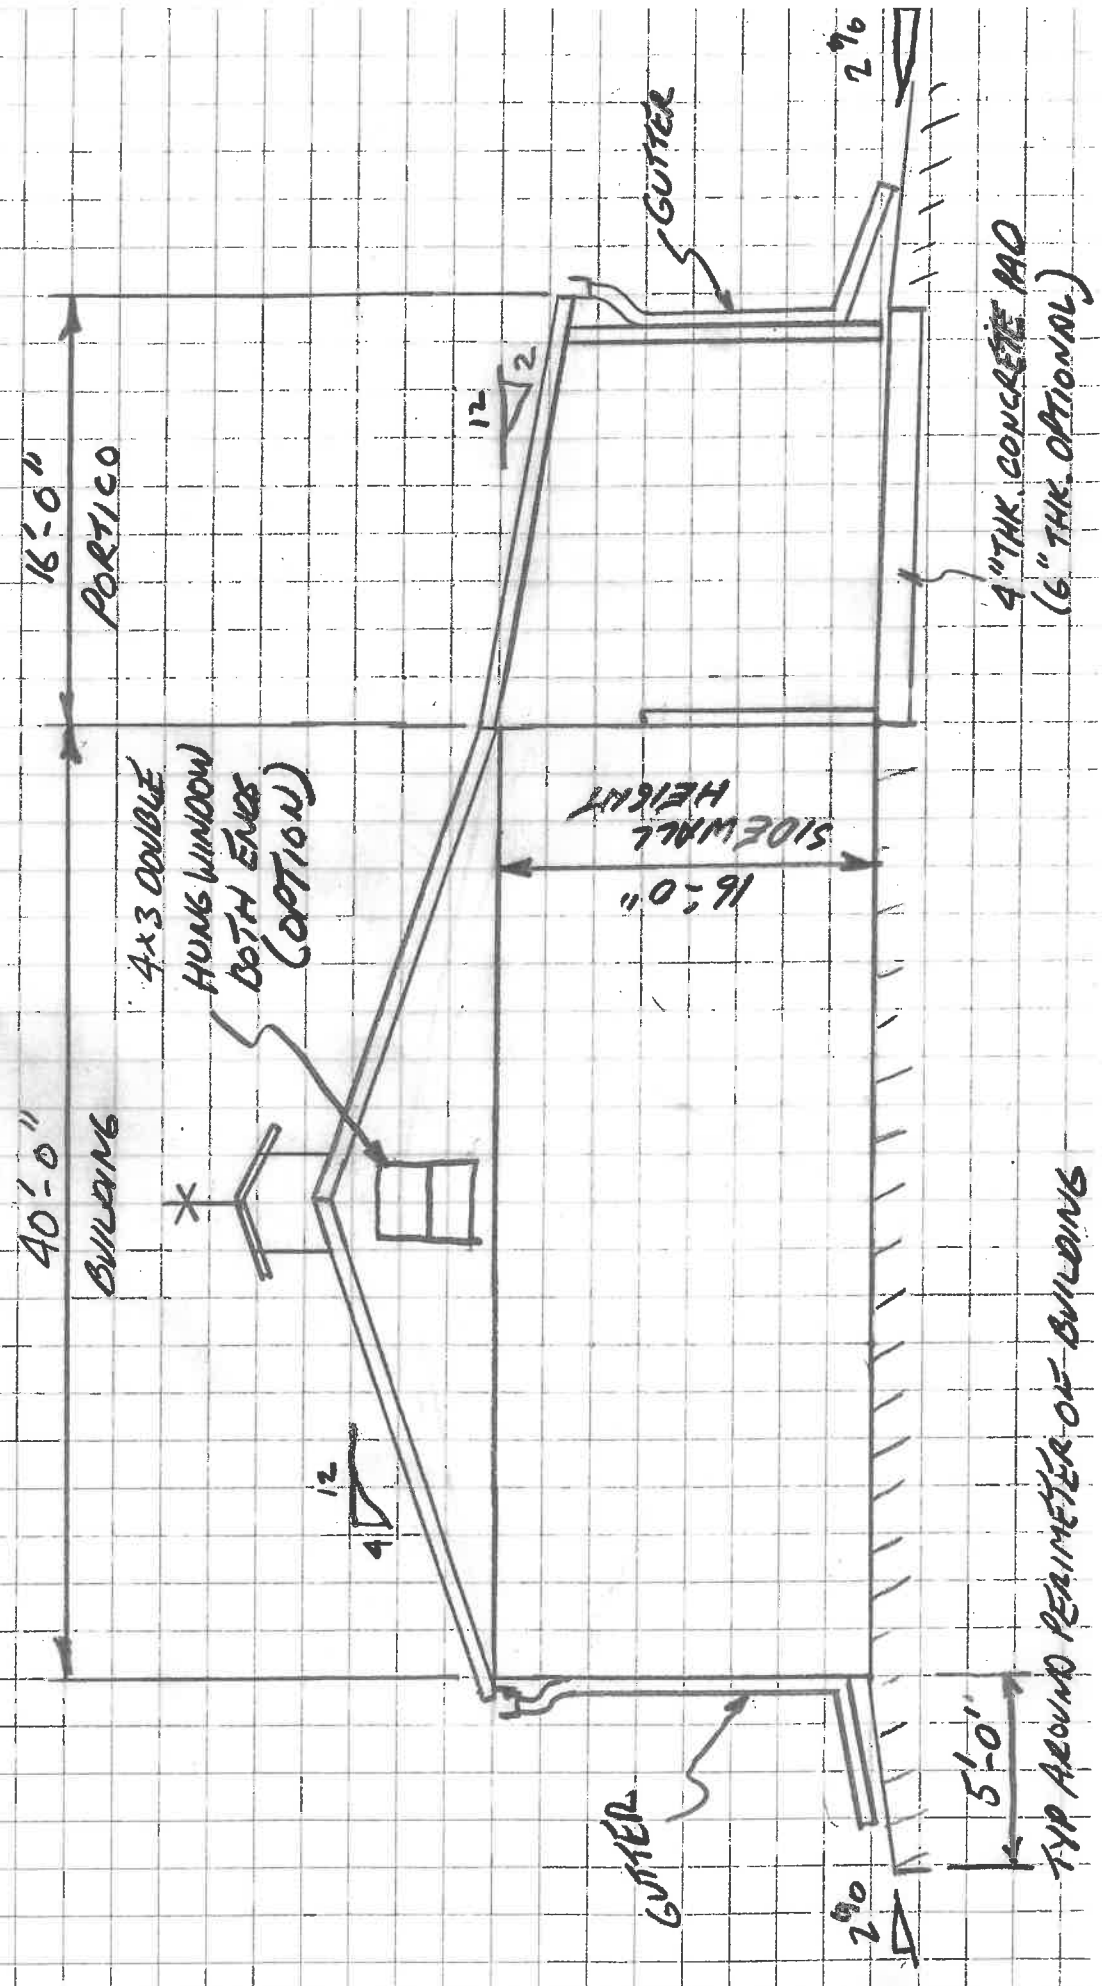 40'-0"
BUILDING
16'-0"
PORTICO
4x3 DOUBLE
HUNG WINDOW
BOTH ENDS
(OPTION)
12
4
12
2
GUTTER
GUTTER
16'-0"
SIDEWALL
HEIGHT
2%
2%
5'-0"
TYP AROUND PERIMETER OF BUILDING
4" THK. CONCRETE PAD
(6" THK. OPTIONAL)